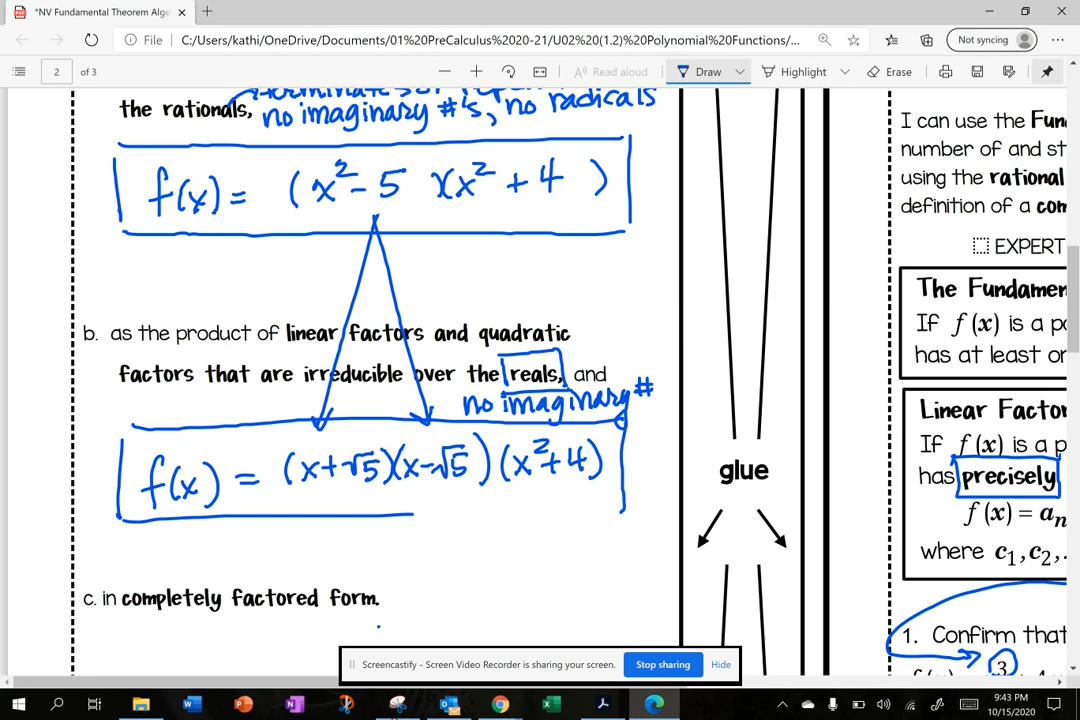 *NV Fundamental Theorem Alge
Not syncing
File C:/Users/kathi/OneDrive/Documents/01%20PreCalculus%2020-21/U02%20(1.2)%20Polynomial%20Functions/...
2 of 3
Read aloud
Draw
Highlight
Erase
the rationals, no imaginary #'s, no radicals
f(x) = (x² - 5 )(x² + 4 )
b. as the product of linear factors and quadratic
factors that are irreducible over the reals, and
no imaginary #
f(x) = (x+√5)(x-√5)(x²+4)
c. in completely factored form.
glue
I can use the Fun
number of and st
using the rational
definition of a com
EXPERT
The Fundamen
If f(x) is a po
has at least on
Linear Factor
If f(x) is a p
has precisely
f(x) = aₙ
where c₁, c₂, .
1. Confirm that
3
Screencastify - Screen Video Recorder is sharing your screen.
Stop sharing
Hide
9:43 PM
10/15/2020